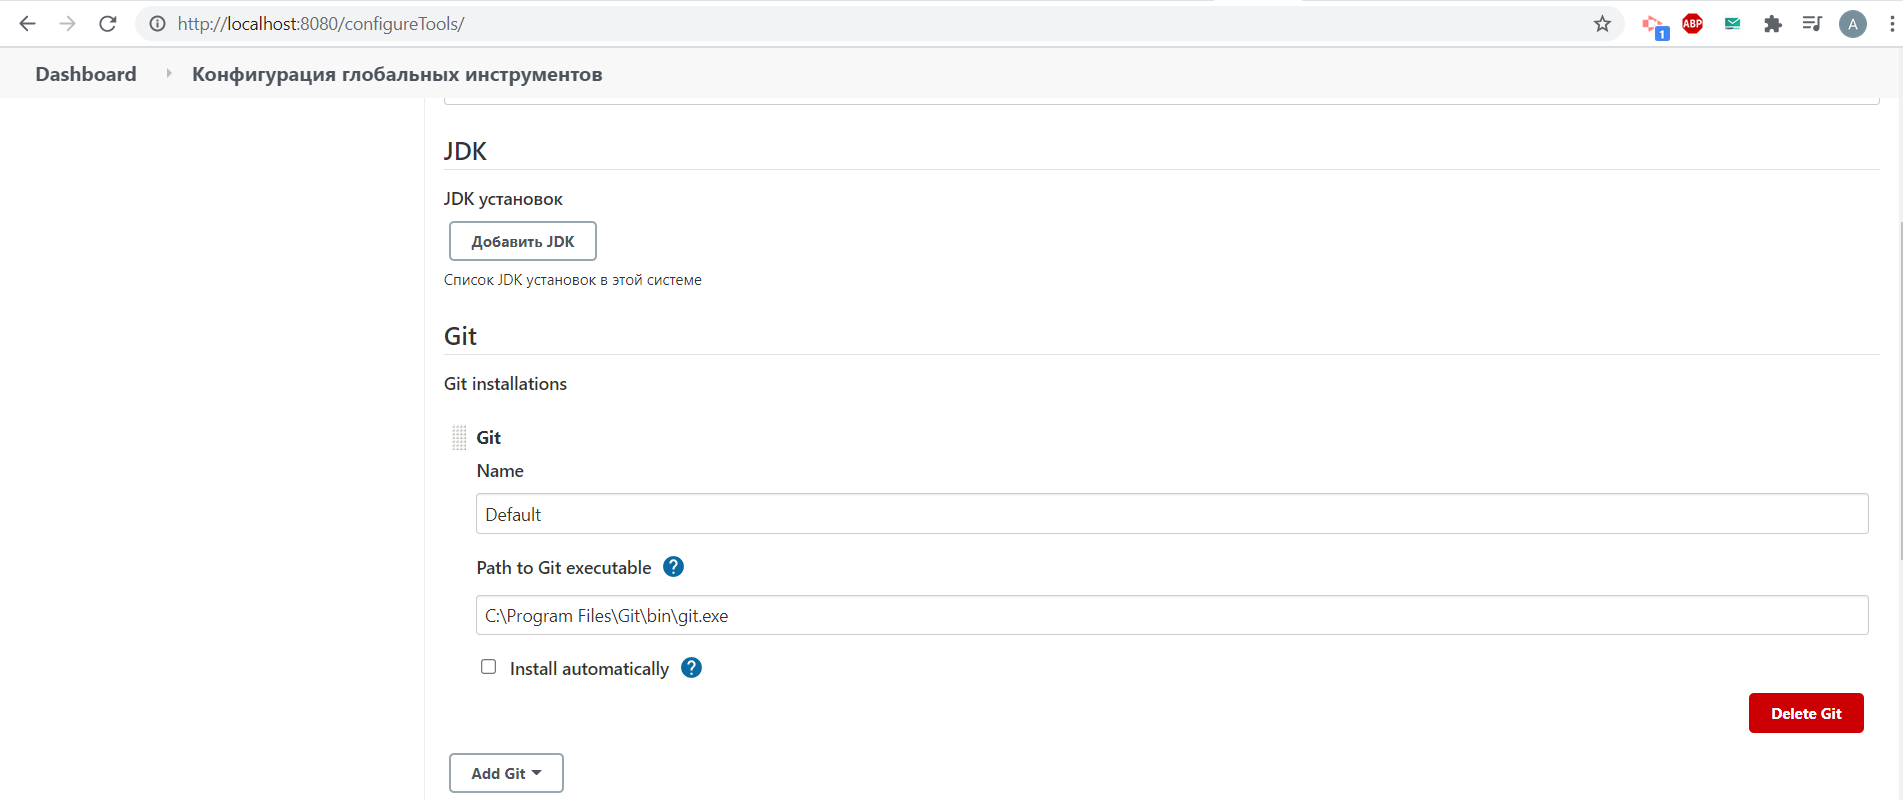 http://localhost:8080/configureTools/
1
ABP
A
Dashboard
Конфигурация глобальных инструментов
JDK
JDK установок
Добавить JDK
Список JDK установок в этой системе
Git
Git installations
Git
Name
Default
Path to Git executable ?
C:\Program Files\Git\bin\git.exe
Install automatically ?
Delete Git
Add Git